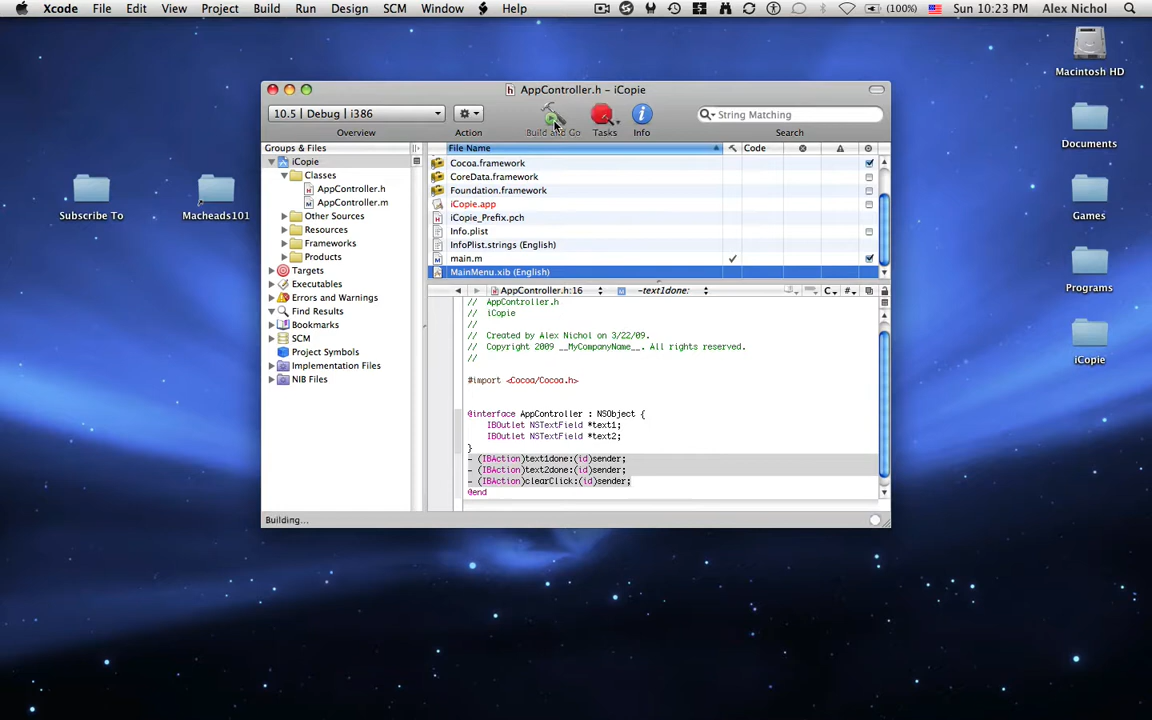 Xcode File Edit View Project Build Run Design SCM Window Help (100%) Sun 10:23 PM Alex Nichol
Macintosh HD
Documents
Games
Programs
iCopie
Subscribe To
Macheads101
AppController.h – iCopie
10.5 | Debug | i386
String Matching
Overview Action Build and Go Tasks Info Search
Groups & Files
iCopie
Classes
AppController.h
AppController.m
Other Sources
Resources
Frameworks
Products
Targets
Executables
Errors and Warnings
Find Results
Bookmarks
SCM
Project Symbols
Implementation Files
NIB Files
File Name Code
Cocoa.framework
CoreData.framework
Foundation.framework
iCopie.app
iCopie_Prefix.pch
Info.plist
InfoPlist.strings (English)
main.m
MainMenu.xib (English)
AppController.h:16 -text1done: C #
// AppController.h
// iCopie
//
// Created by Alex Nichol on 3/22/09.
// Copyright 2009 __MyCompanyName__. All rights reserved.
//
#import <Cocoa/Cocoa.h>
@interface AppController : NSObject {
IBOutlet NSTextField *text1;
IBOutlet NSTextField *text2;
}
- (IBAction)text1done:(id)sender;
- (IBAction)text2done:(id)sender;
- (IBAction)clearClick:(id)sender;
@end
Building...